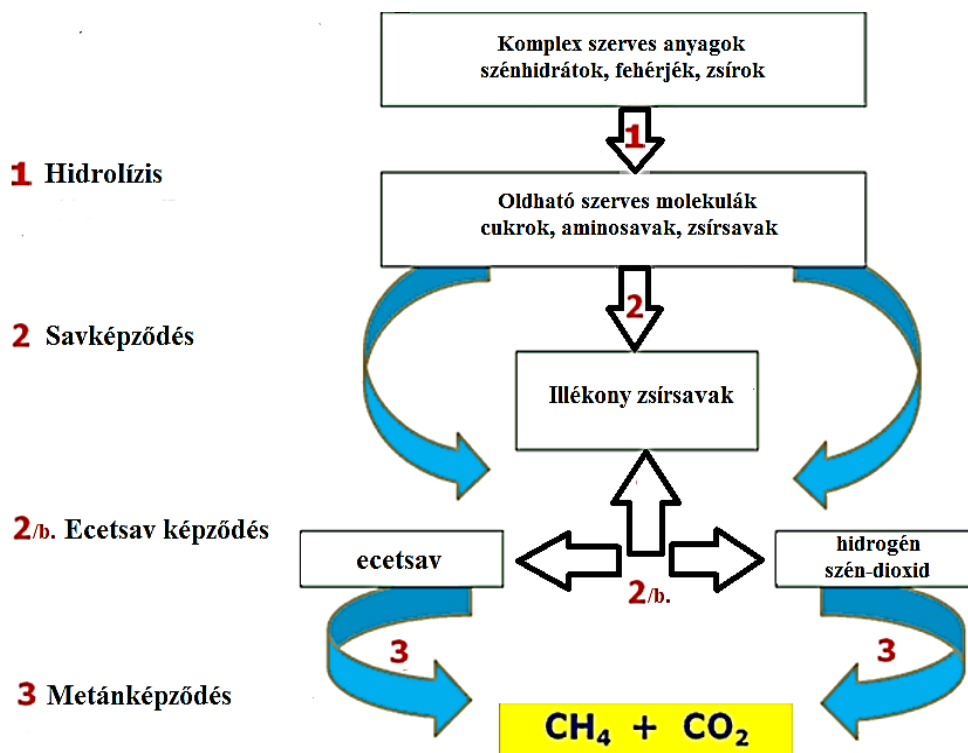 Komplex szerves anyagok
szénhidrátok, fehérjék, zsírok
1
1 Hidrolízis
Oldható szerves molekulák
cukrok, aminosavak, zsírsavak
2
2 Savképződés
Illékony zsírsavak
2/b. Ecetsav képződés
ecetsav
hidrogén
szén-dioxid
2/b.
3
3
3 Metánképződés
CH₄ + CO₂